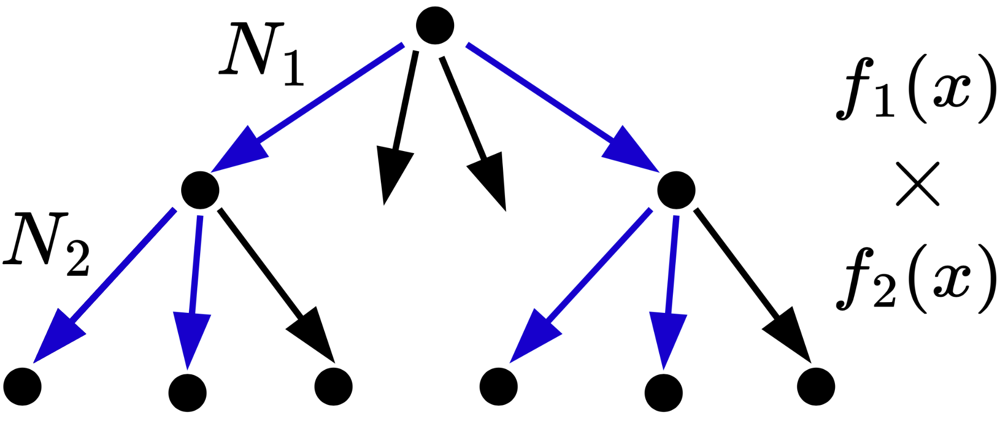 N₁
f₁(x)
×
N₂
f₂(x)